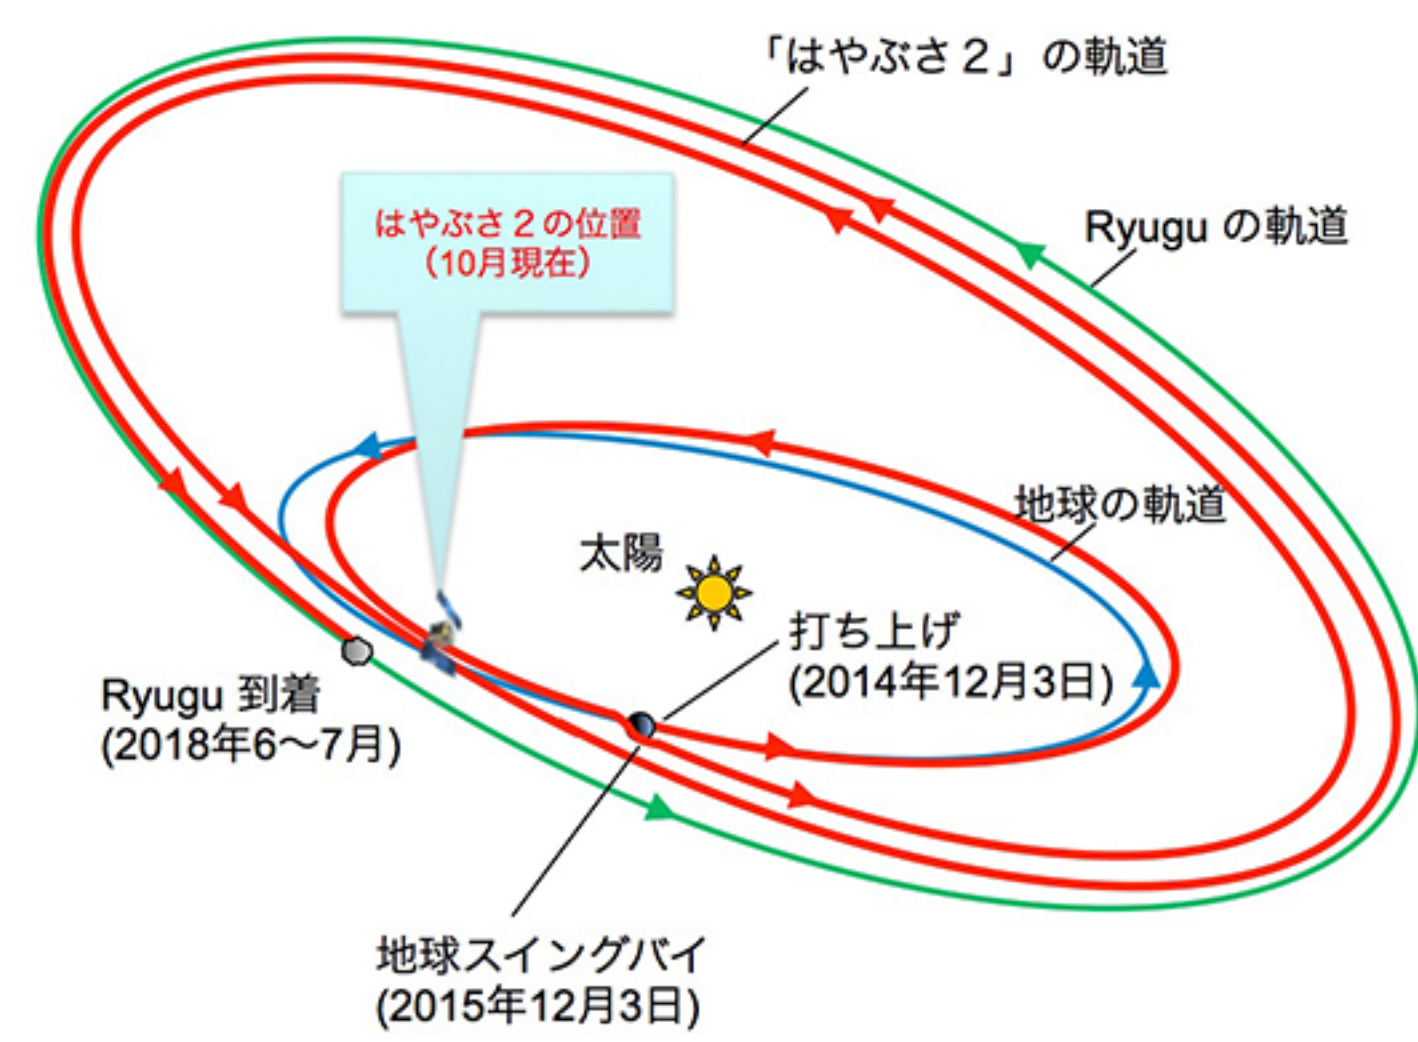 「はやぶさ２」の軌道
はやぶさ２の位置
（10月現在）
Ryugu の軌道
地球の軌道
太陽
打ち上げ
(2014年12月3日)
Ryugu 到着
(2018年6〜7月)
地球スイングバイ
(2015年12月3日)